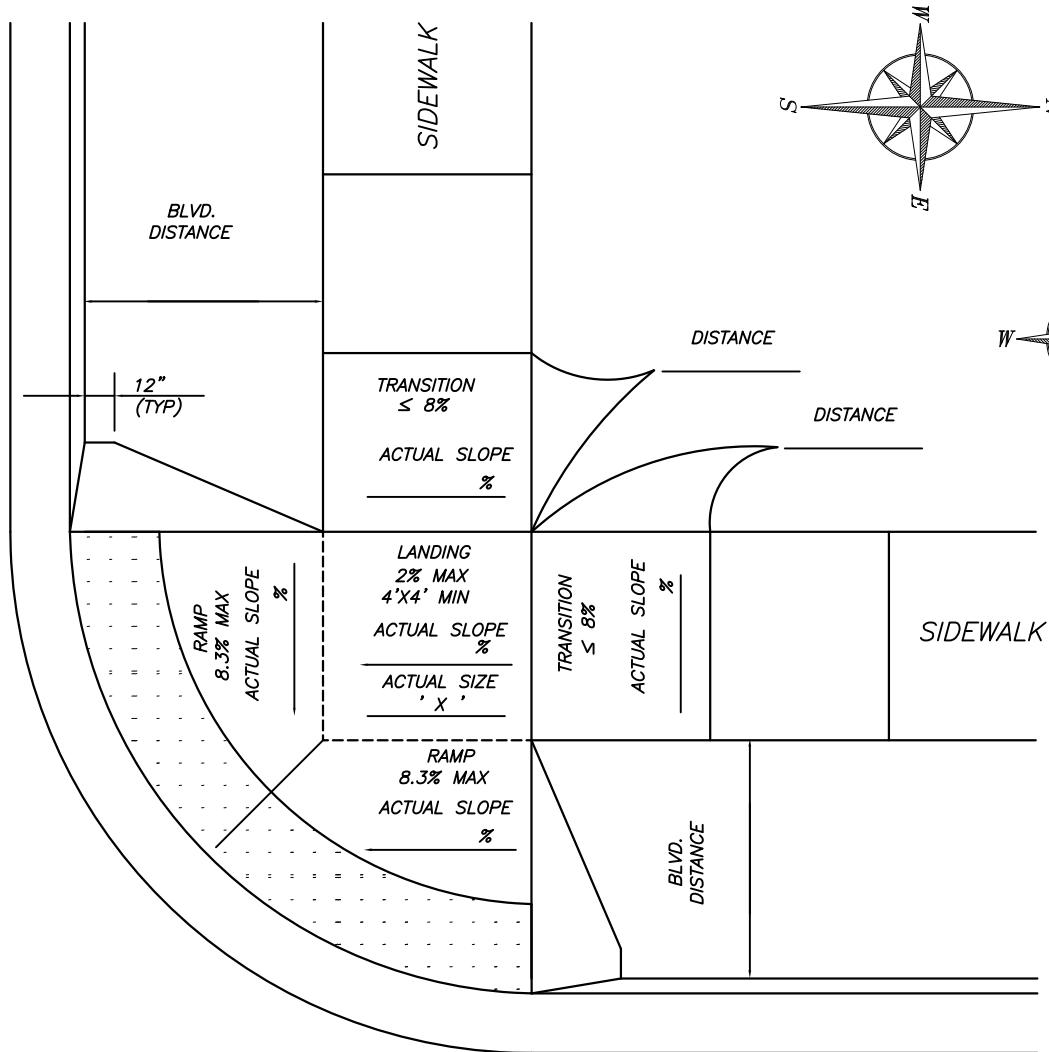 SIDEWALK
W
S
E
BLVD.
DISTANCE
12"
(TYP)
DISTANCE
W
DISTANCE
TRANSITION
≤ 8%
ACTUAL SLOPE
%
RAMP
8.3% MAX
ACTUAL SLOPE
%
LANDING
2% MAX
4'X4' MIN
ACTUAL SLOPE
%
ACTUAL SIZE
' X '
TRANSITION
≤ 8%
ACTUAL SLOPE
%
SIDEWALK
RAMP
8.3% MAX
ACTUAL SLOPE
%
BLVD.
DISTANCE